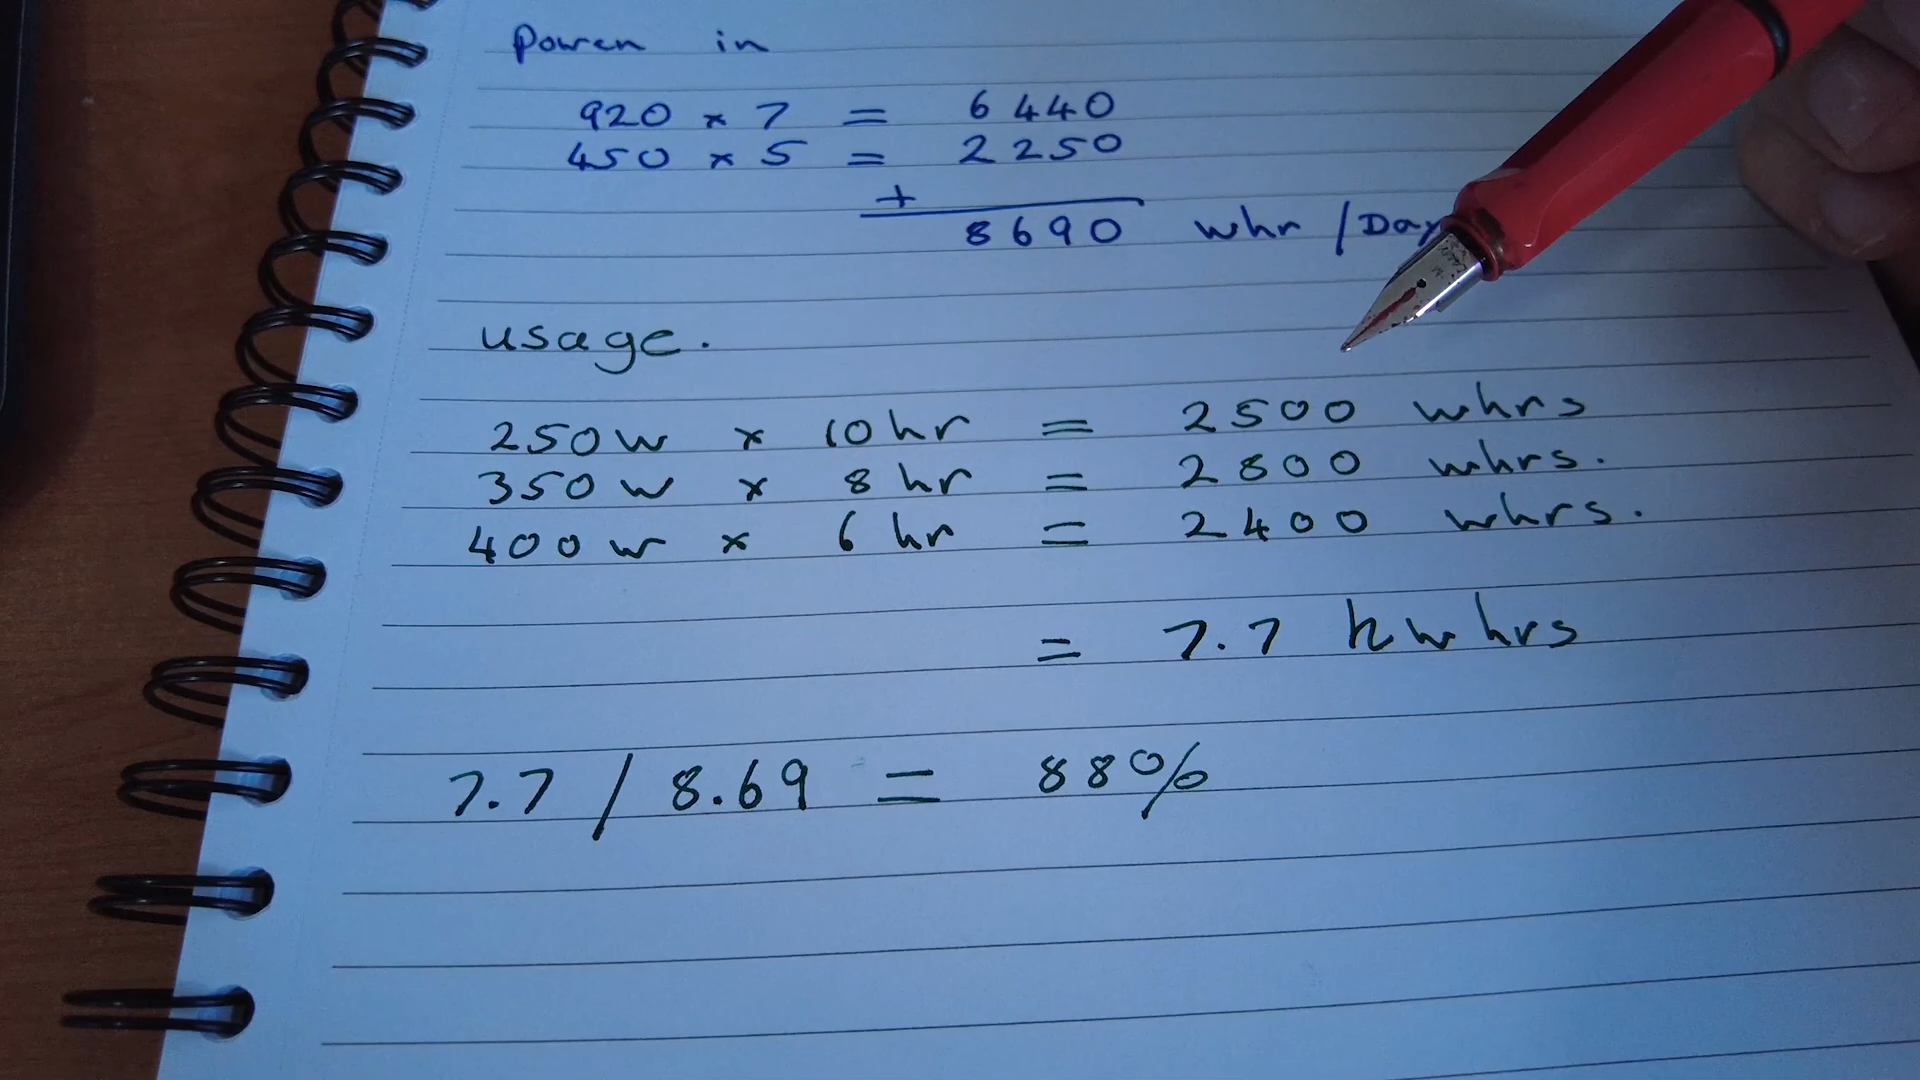 Power in
920 × 7 = 6440
450 × 5 = 2250
+
8690 whr / Day
usage.
250w × 10hr = 2500 whrs
350w × 8hr = 2800 whrs.
400w × 6hr = 2400 whrs.
= 7.7 kwhrs
7.7 / 8.69 = 88%